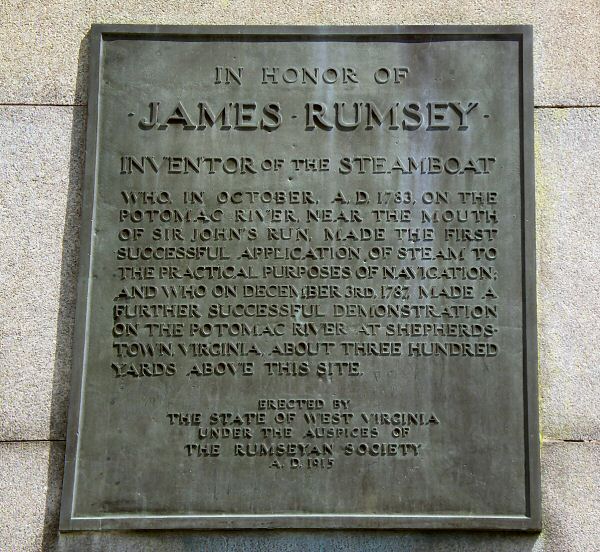 IN HONOR OF
·JAMES·RUMSEY·
INVENTOR OF THE STEAMBOAT
WHO, IN OCTOBER, A.D. 1783, ON THE
POTOMAC RIVER, NEAR THE MOUTH
OF SIR JOHN'S RUN, MADE THE FIRST
SUCCESSFUL APPLICATION, OF STEAM TO
THE PRACTICAL PURPOSES OF NAVIGATION;
AND WHO ON DECEMBER 3RD, 1787, MADE A
FURTHER SUCCESSFUL DEMONSTRATION
ON THE POTOMAC RIVER AT SHEPHERDS-
TOWN, VIRGINIA, ABOUT THREE HUNDRED
YARDS ABOVE THIS SITE.
ERECTED BY
THE STATE OF WEST VIRGINIA
UNDER THE AUSPICES OF
THE RUMSEYAN SOCIETY
A.D. 1915